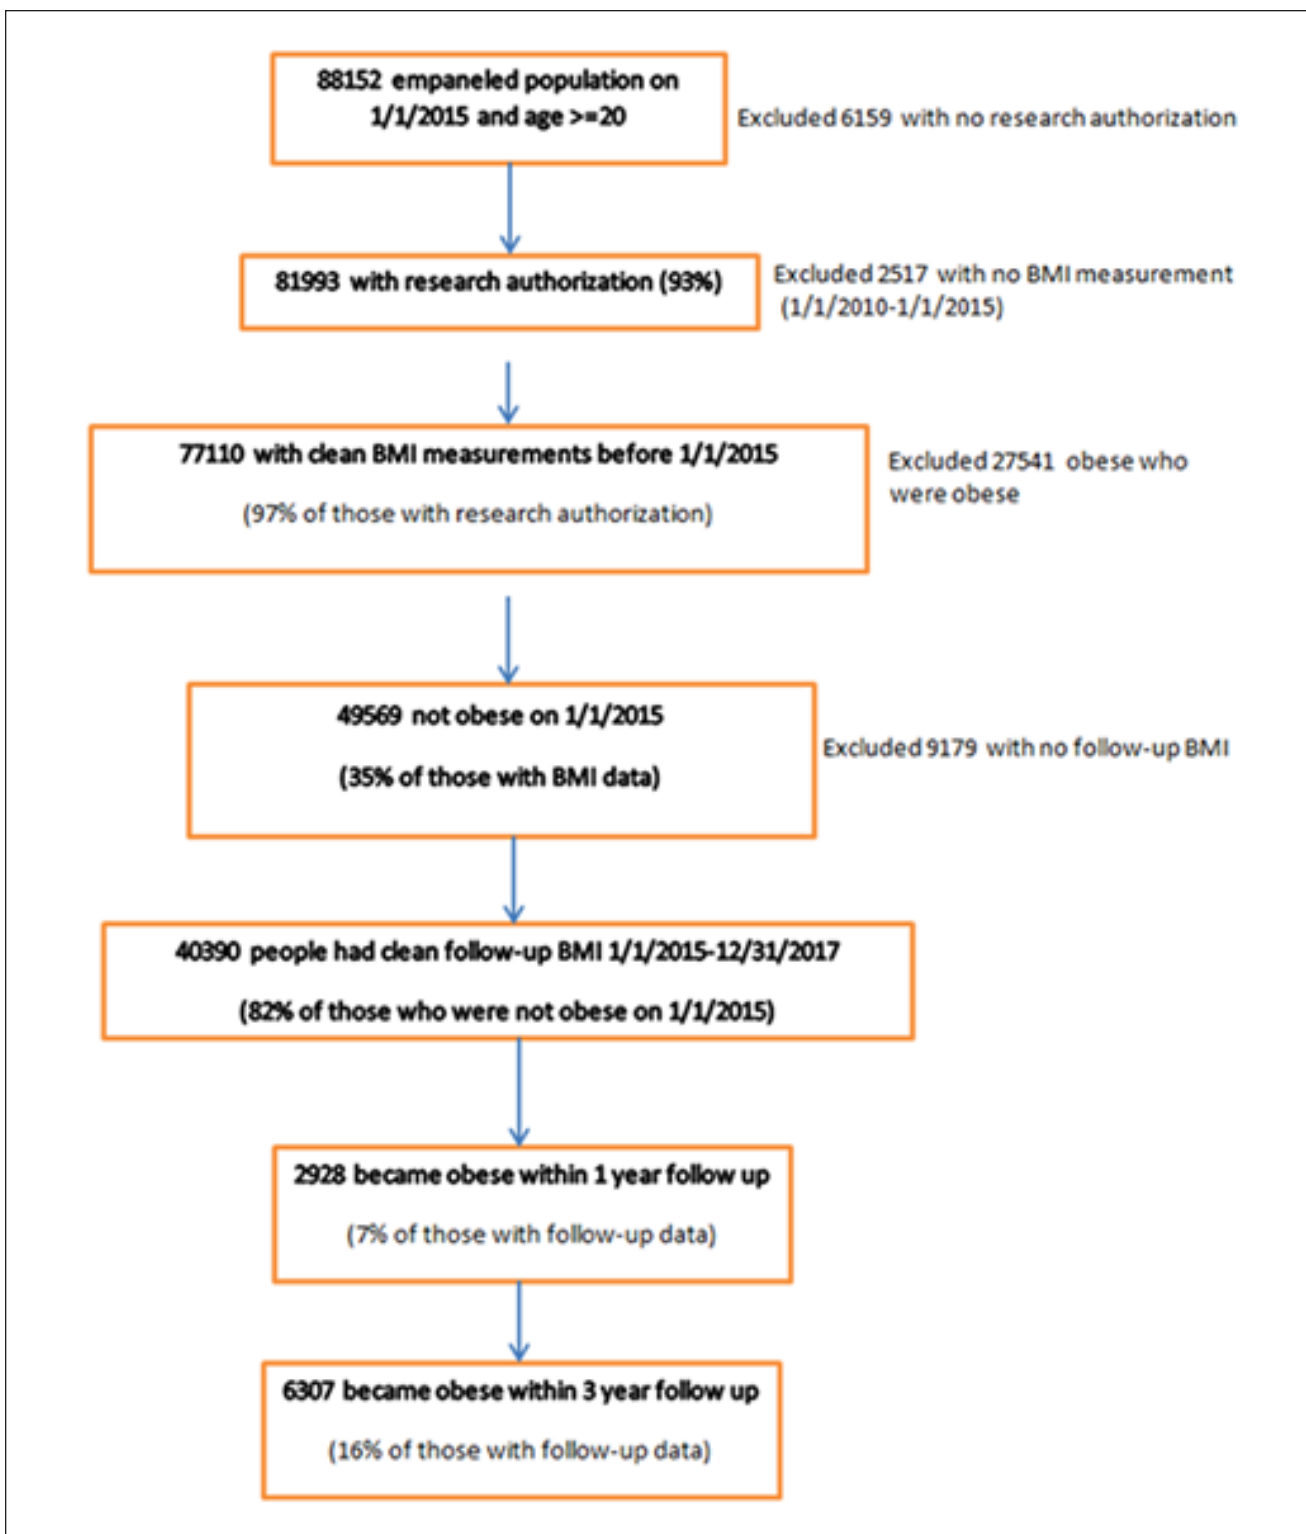 88152 empaneled population on
1/1/2015 and age >=20
Excluded 6159 with no research authorization
81993 with research authorization (93%)
Excluded 2517 with no BMI measurement
(1/1/2010-1/1/2015)
77110 with clean BMI measurements before 1/1/2015
(97% of those with research authorization)
Excluded 27541 obese who
were obese
49569 not obese on 1/1/2015
(35% of those with BMI data)
Excluded 9179 with no follow-up BMI
40390 people had clean follow-up BMI 1/1/2015-12/31/2017
(82% of those who were not obese on 1/1/2015)
2928 became obese within 1 year follow up
(7% of those with follow-up data)
6307 became obese within 3 year follow up
(16% of those with follow-up data)